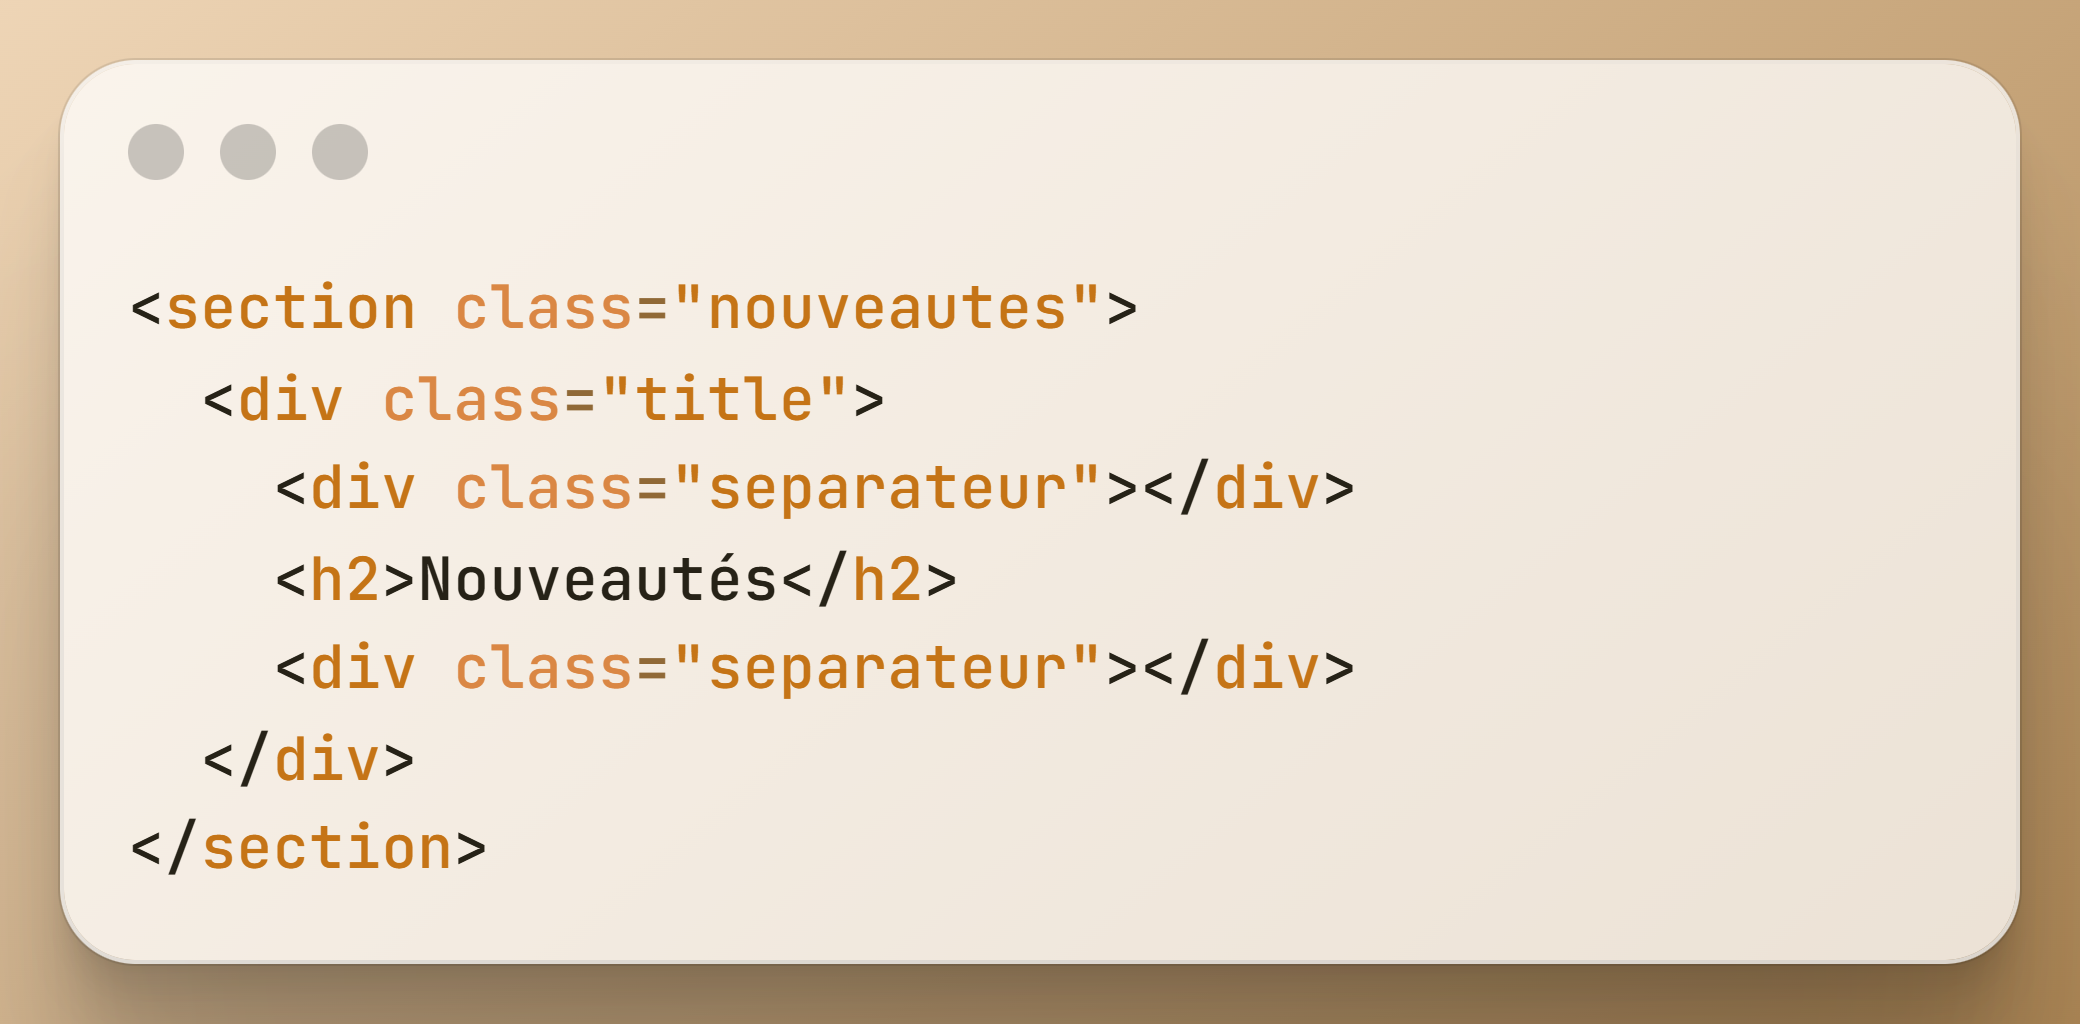 <section class="nouveautes">
  <div class="title">
    <div class="separateur"></div>
    <h2>Nouveautés</h2>
    <div class="separateur"></div>
  </div>
</section>